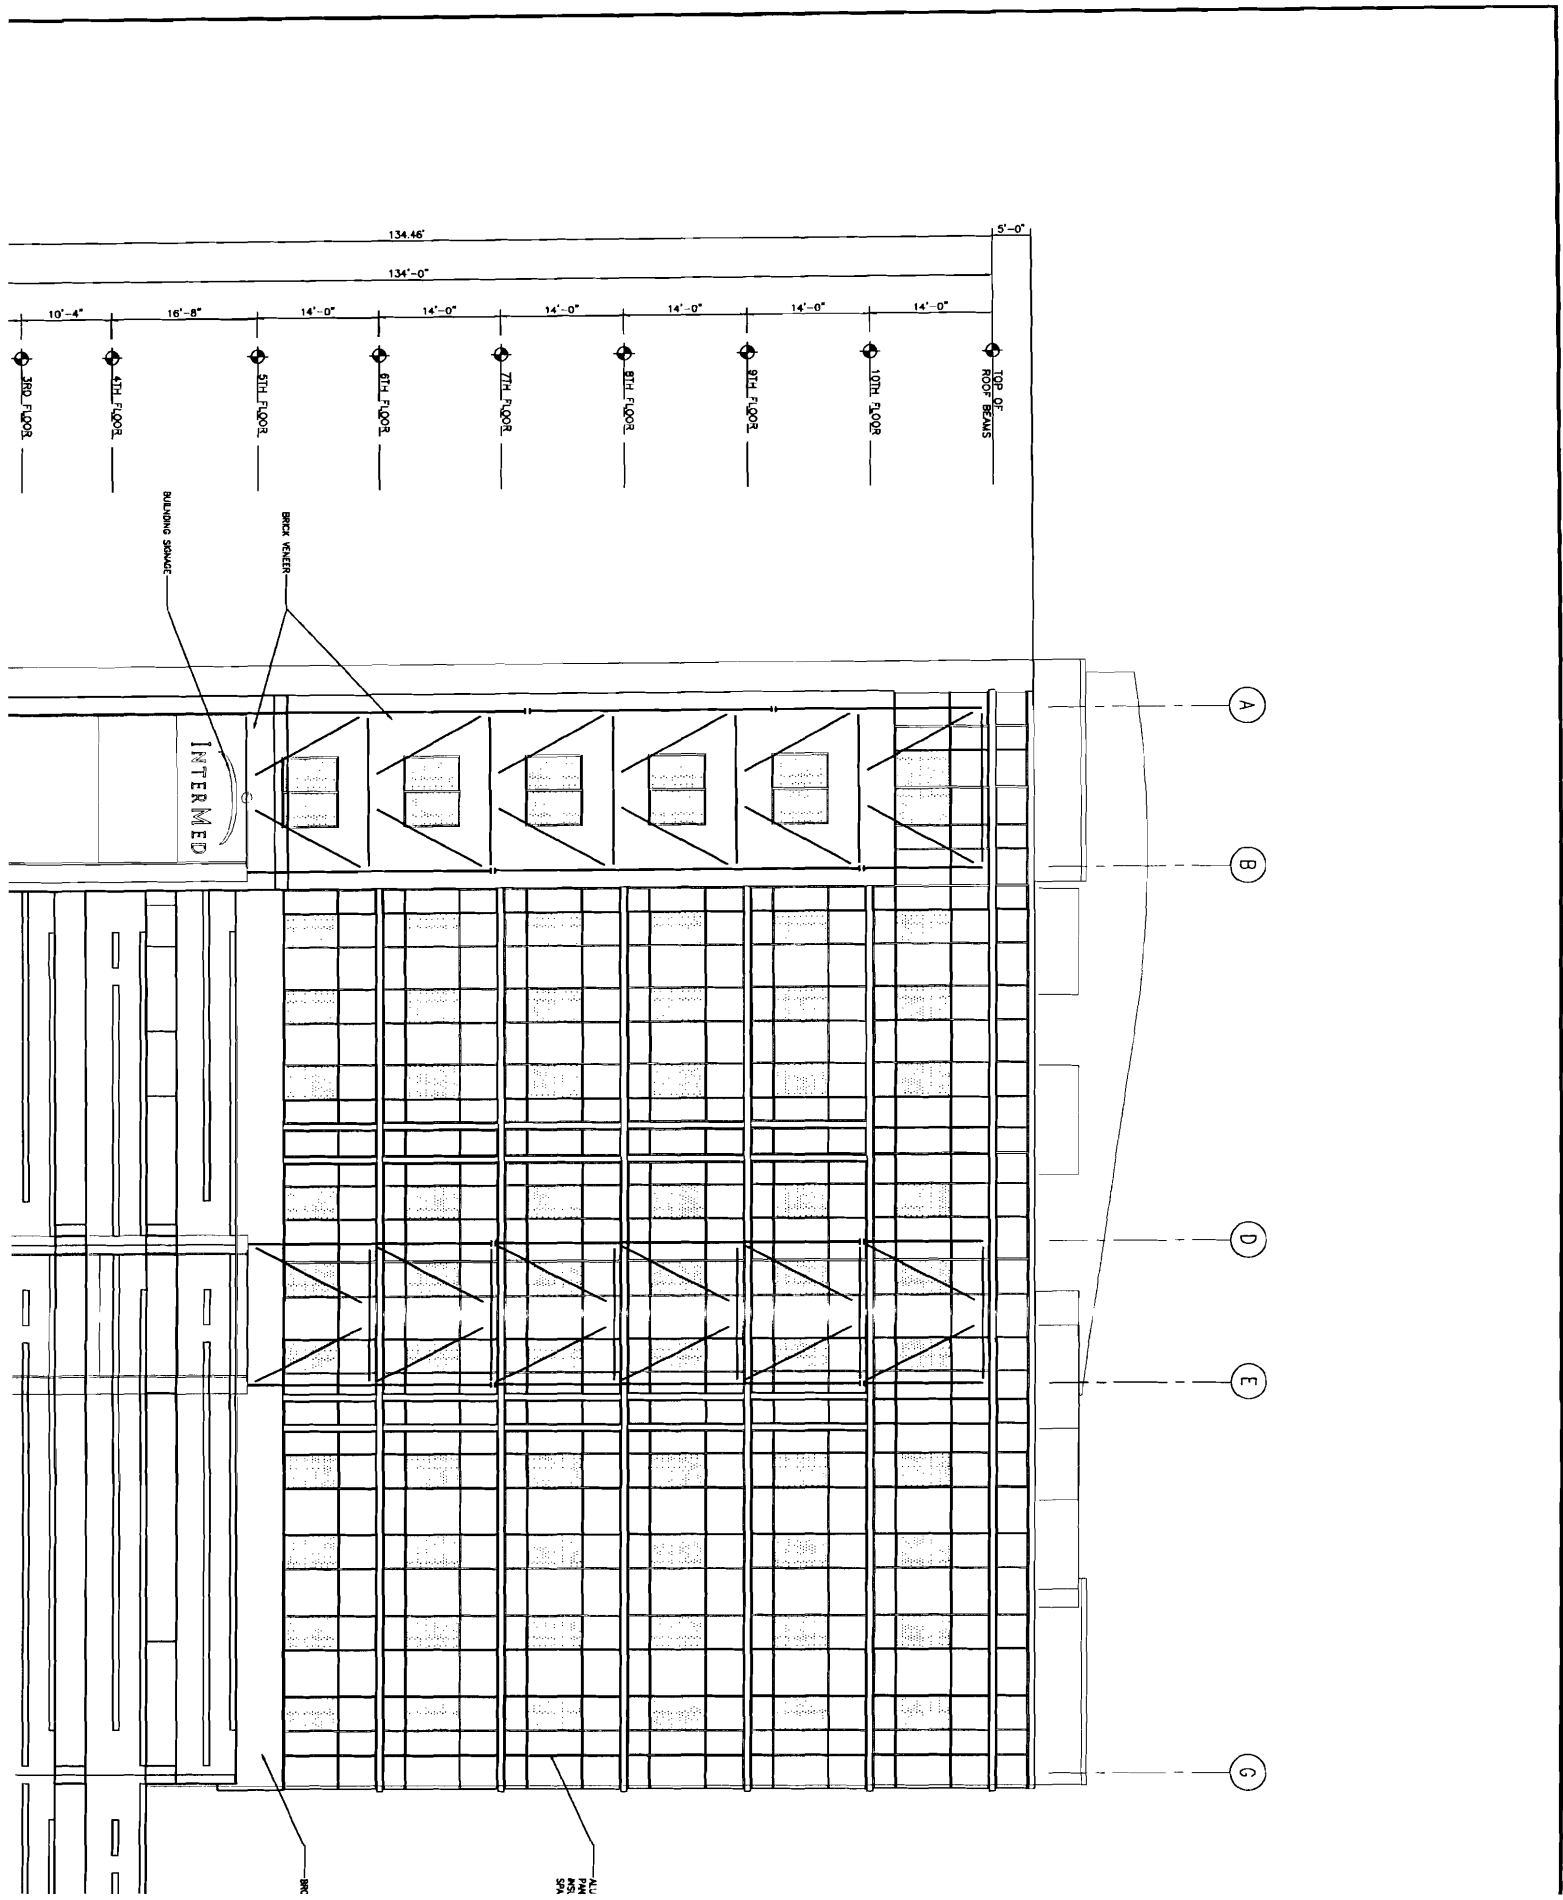 134.46'
5'-0"
134'-0"
10'-4"
16'-8"
14'-0"
14'-0"
14'-0"
14'-0"
14'-0"
14'-0"
3RD FLOOR
4TH FLOOR
5TH FLOOR
6TH FLOOR
7TH FLOOR
8TH FLOOR
9TH FLOOR
10TH FLOOR
TOP OF
ROOF BEAMS
BUILNDING SIGNAGE
BRICK VENEER
INTERMED
A
B
D
E
G